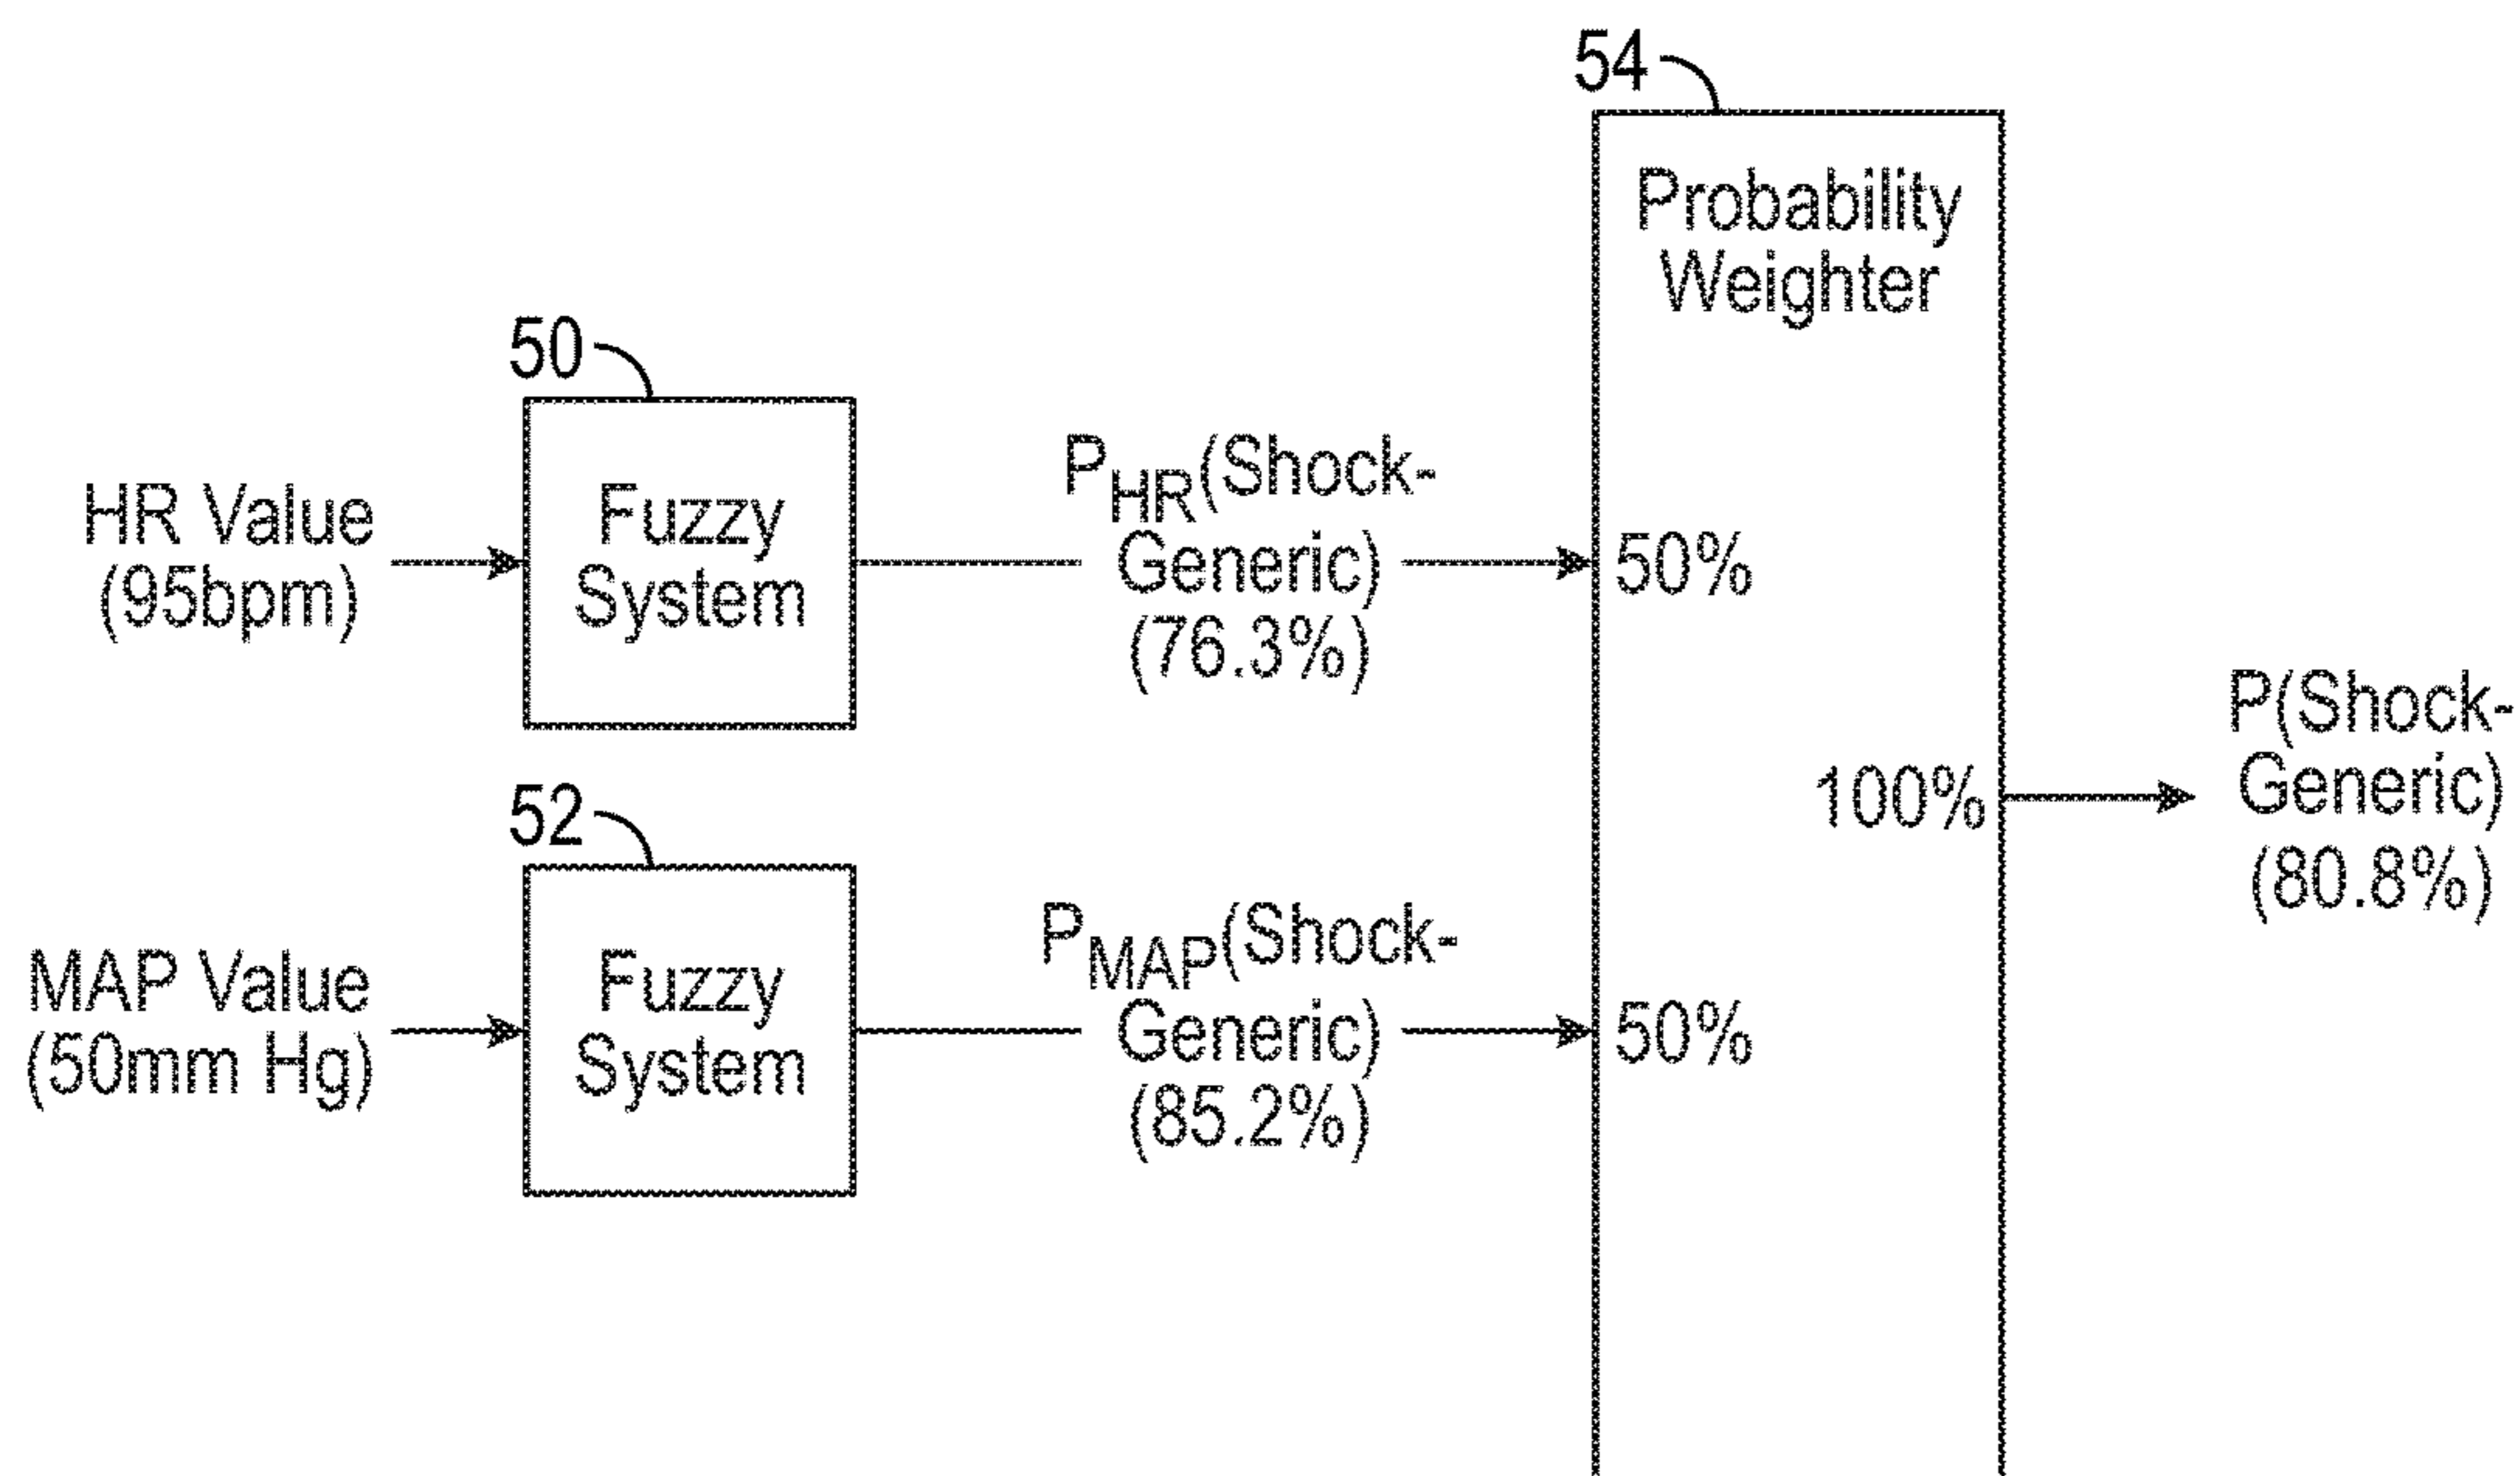 54
Probability
Weighter
50
HR Value
(95bpm)
Fuzzy
System
PHR(Shock-
Generic)
(76.3%)
50%
100%
P(Shock-
Generic)
(80.8%)
52
MAP Value
(50mm Hg)
Fuzzy
System
PMAP(Shock-
Generic)
(85.2%)
50%